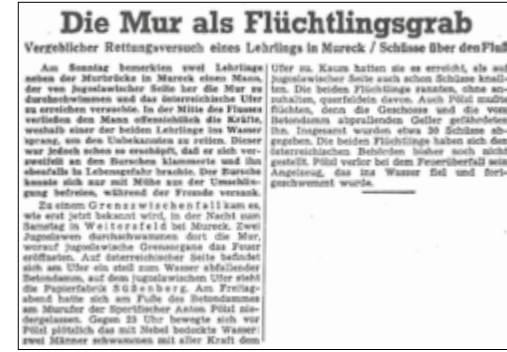 Die Mur als Flüchtlingsgrab
Vergeblicher Rettungsversuch eines Lehrlings in Mureck / Schüsse über den Fluß
Am Sonntag bemerkten zwei Lehrlinge
neben der Murbrücke in Mureck einen Mann,
der von jugoslawischer Seite her die Mur zu
durchschwimmen und das österreichische Ufer
zu erreichen versuchte. In der Mitte des Flusses
verließen den Mann offensichtlich die Kräfte,
weshalb einer der beiden Lehrlinge ins Wasser
sprang, um den Unbekannten zu retten. Dieser
war jedoch schon so erschöpft, daß er sich ver-
zweifelt an den Burschen klammerte und ihn
ebenfalls in Lebensgefahr brachte. Der Bursche
konnte sich nur mit Mühe aus der Umschlin-
gung befreien, während der Fremde versank.
Zu einem Grenzzwischenfall kam es,
wie erst jetzt bekannt wird, in der Nacht zum
Samstag in Weitersfeld bei Mureck. Zwei
Jugoslawen durchschwammen dort die Mur,
worauf jugoslawische Grenzorgane das Feuer
eröffneten. Auf österreichischer Seite befindet
sich am Ufer ein steil zum Wasser abfallender
Betondamm, auf dem jugoslawischen Ufer steht
die Papierfabrik Süßenberg. Am Freitag-
abend hatte sich am Fuße des Betondammes
am Murufer der Sportfischer Anton Pölzl nie-
dergelassen. Gegen 23 Uhr bewegte sich vor
Pölzl plötzlich das mit Nebel bedeckte Wasser:
zwei Männer schwammen mit aller Kraft dem
Ufer zu. Kaum hatten sie es erreicht, als auf
jugoslawischer Seite auch schon Schüsse knall-
ten. Die beiden Flüchtlinge rannten, ohne an-
zuhalten, querfeldein davon. Auch Pölzl mußte
flüchten, denn die Geschosse und die vom
Betondamm abprallenden Geller gefährdeten
ihn. Insgesamt wurden etwa 30 Schüsse ab-
gegeben. Die beiden Flüchtlinge haben sich den
österreichischen Behörden bisher noch nicht
gestellt. Pölzl verlor bei dem Feuerüberfall sein
Angelzeug, das ins Wasser fiel und fort-
geschwemmt wurde.